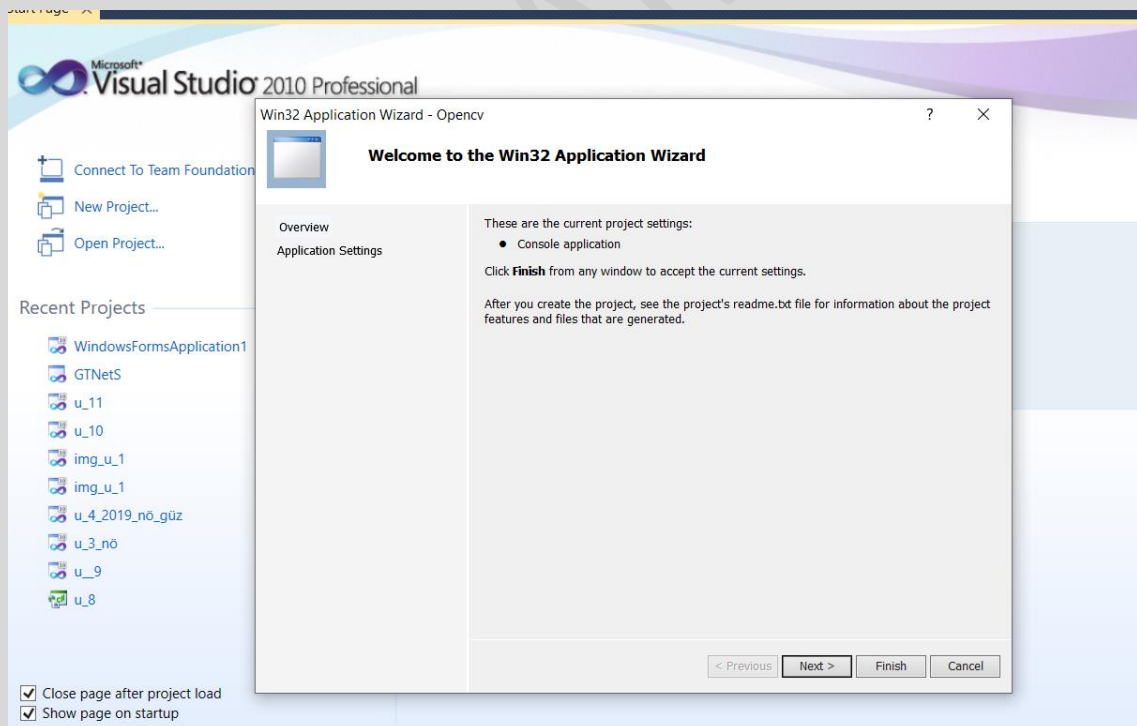 Start Page X
Microsoft®
Visual Studio® 2010 Professional
Connect To Team Foundation
New Project...
Open Project...
Recent Projects
WindowsFormsApplication1
GTNetS
u_11
u_10
img_u_1
img_u_1
u_4_2019_nö_güz
u_3_nö
u__9
u_8
Close page after project load
Show page on startup
Win32 Application Wizard - Opencv
?
Welcome to the Win32 Application Wizard
Overview
Application Settings
These are the current project settings:
● Console application
Click Finish from any window to accept the current settings.
After you create the project, see the project's readme.txt file for information about the project
features and files that are generated.
< Previous
Next >
Finish
Cancel